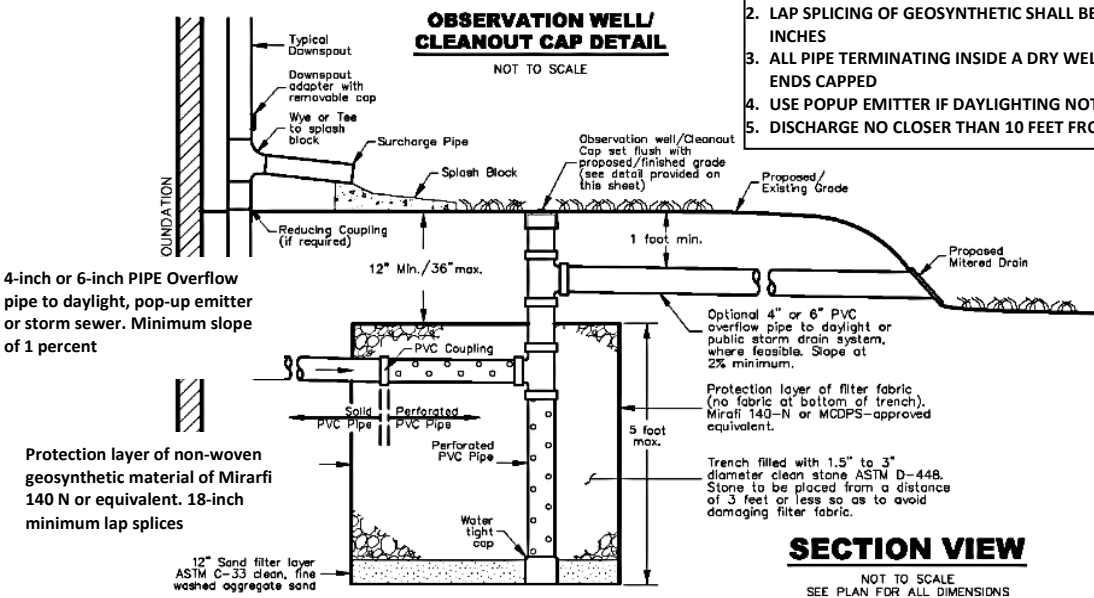 OBSERVATION WELL/
CLEANOUT CAP DETAIL
NOT TO SCALE
2. LAP SPLICING OF GEOSYNTHETIC SHALL BE
INCHES
3. ALL PIPE TERMINATING INSIDE A DRY WEL
ENDS CAPPED
4. USE POPUP EMITTER IF DAYLIGHTING NOT
5. DISCHARGE NO CLOSER THAN 10 FEET FRO
Typical
Downspout
Downspout
adapter with
removable cap
Wye or Tee
to splash
block
Surcharge Pipe
Splash Block
Observation well/Cleanout
Cap set flush with
proposed/finished grade
(see detail provided on
this sheet)
Proposed/
Existing Grade
OUNDATION
Reducing Coupling
(if required)
12" Min./36" max.
1 foot min.
Proposed
Mitered Drain
4-inch or 6-inch PIPE Overflow
pipe to daylight, pop-up emitter
or storm sewer. Minimum slope
of 1 percent
Optional 4" or 6" PVC
overflow pipe to daylight or
public storm drain system,
where feasible. Slope at
2% minimum.
PVC Coupling
Solid
PVC Pipe
Perforated
PVC Pipe
Protection layer of filter fabric
(no fabric at bottom of trench).
Mirafi 140-N or MCDPS-approved
equivalent.
5 foot
max.
Perforated
PVC Pipe
Protection layer of non-woven
geosynthetic material of Mirarfi
140 N or equivalent. 18-inch
minimum lap splices
Trench filled with 1.5" to 3"
diameter clean stone ASTM D-448.
Stone to be placed from a distance
of 3 feet or less so as to avoid
damaging filter fabric.
Water
tight
cap
12" Sand filter layer
ASTM C-33 clean, fine
washed aggregate sand
SECTION VIEW
NOT TO SCALE
SEE PLAN FOR ALL DIMENSIONS